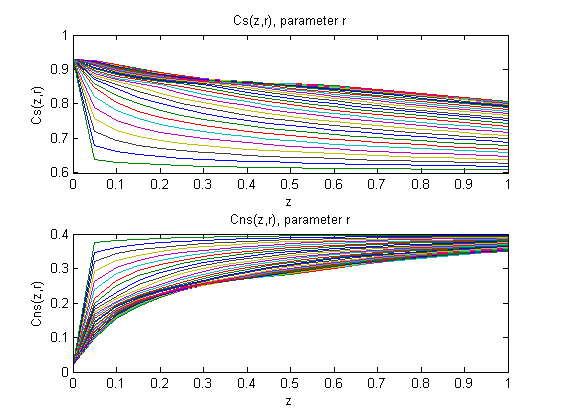 Cs(z,r), parameter r
1
0.9
0.8
0.7
0.6
Cs(z,r)
0 0.1 0.2 0.3 0.4 0.5 0.6 0.7 0.8 0.9 1
z
Cns(z,r), parameter r
0.4
0.3
0.2
0.1
0
Cns(z,r)
0 0.1 0.2 0.3 0.4 0.5 0.6 0.7 0.8 0.9 1
z